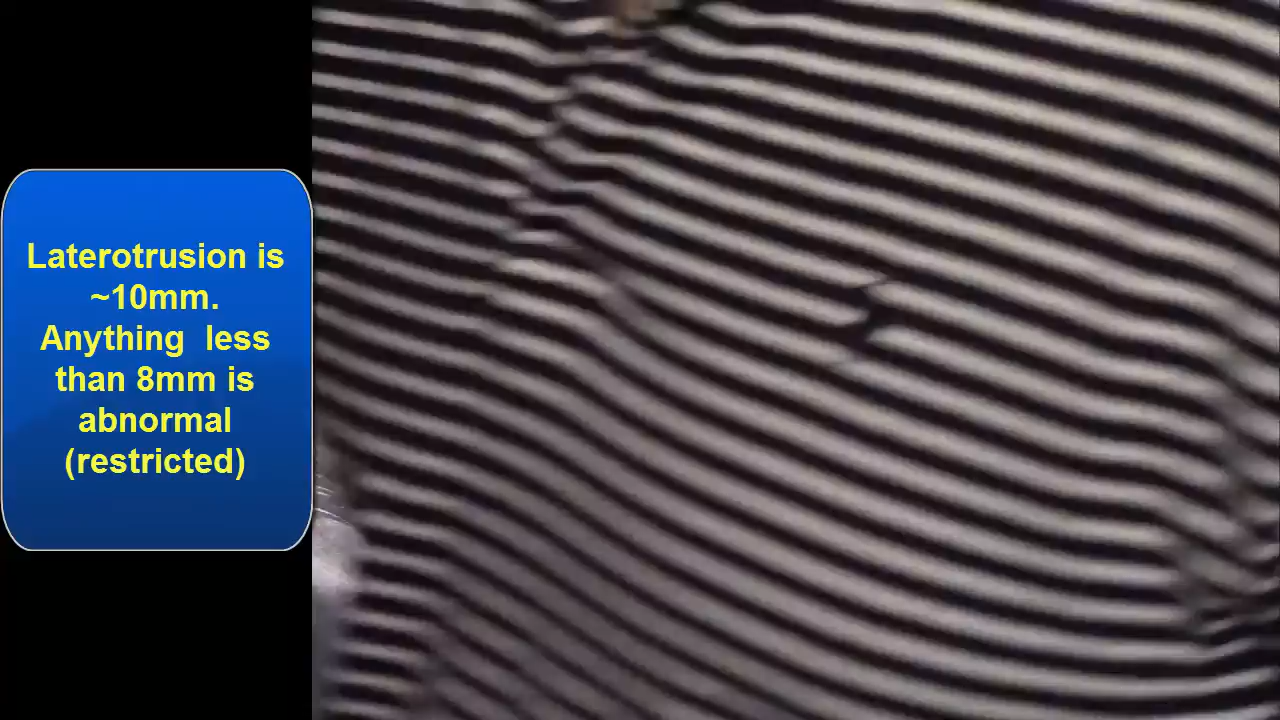 Laterotrusion is
~10mm.
Anything  less
than 8mm is
abnormal
(restricted)